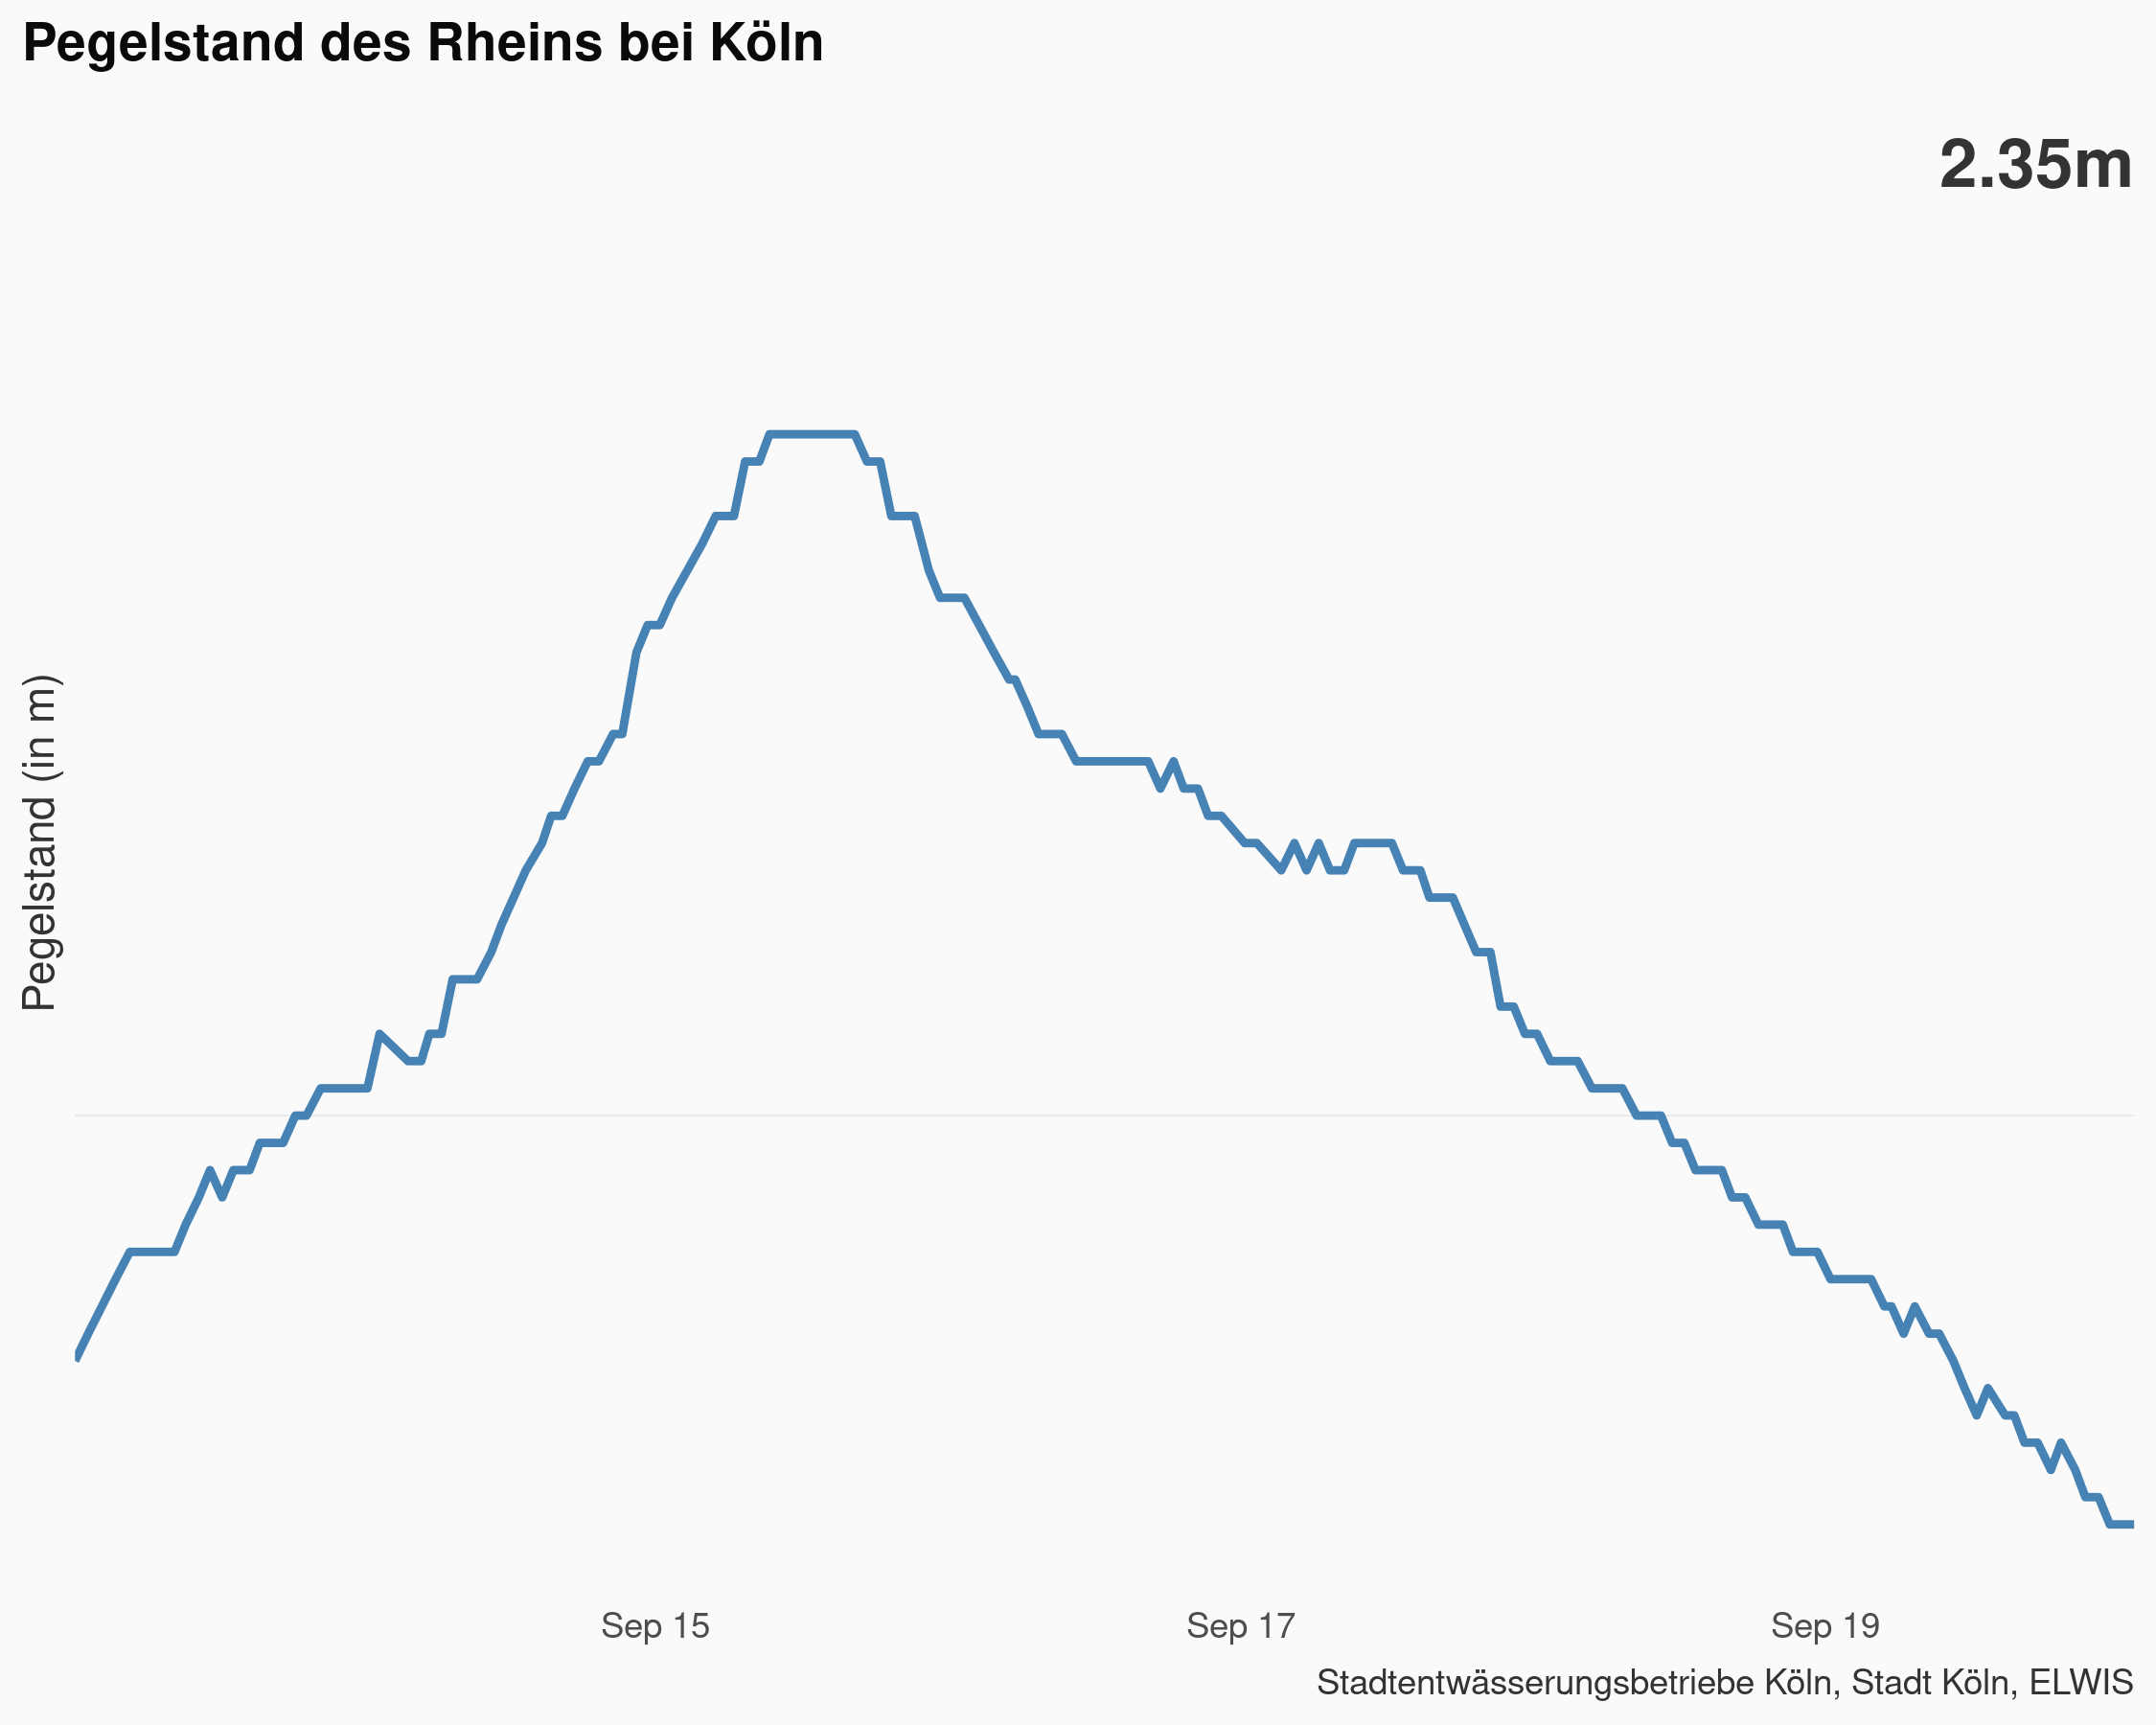 Pegelstand des Rheins bei Köln
2.35m
Pegelstand (in m)
Sep 15
Sep 17
Sep 19
Stadtentwässerungsbetriebe Köln, Stadt Köln, ELWIS